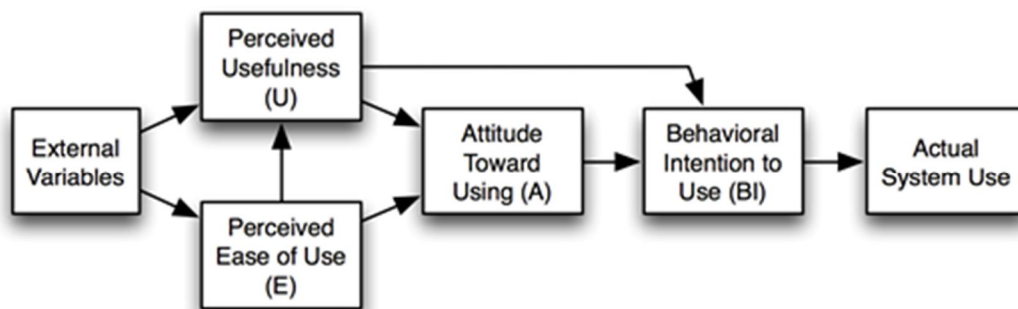 External
Variables
Perceived
Usefulness
(U)
Perceived
Ease of Use
(E)
Attitude
Toward
Using (A)
Behavioral
Intention to
Use (BI)
Actual
System Use